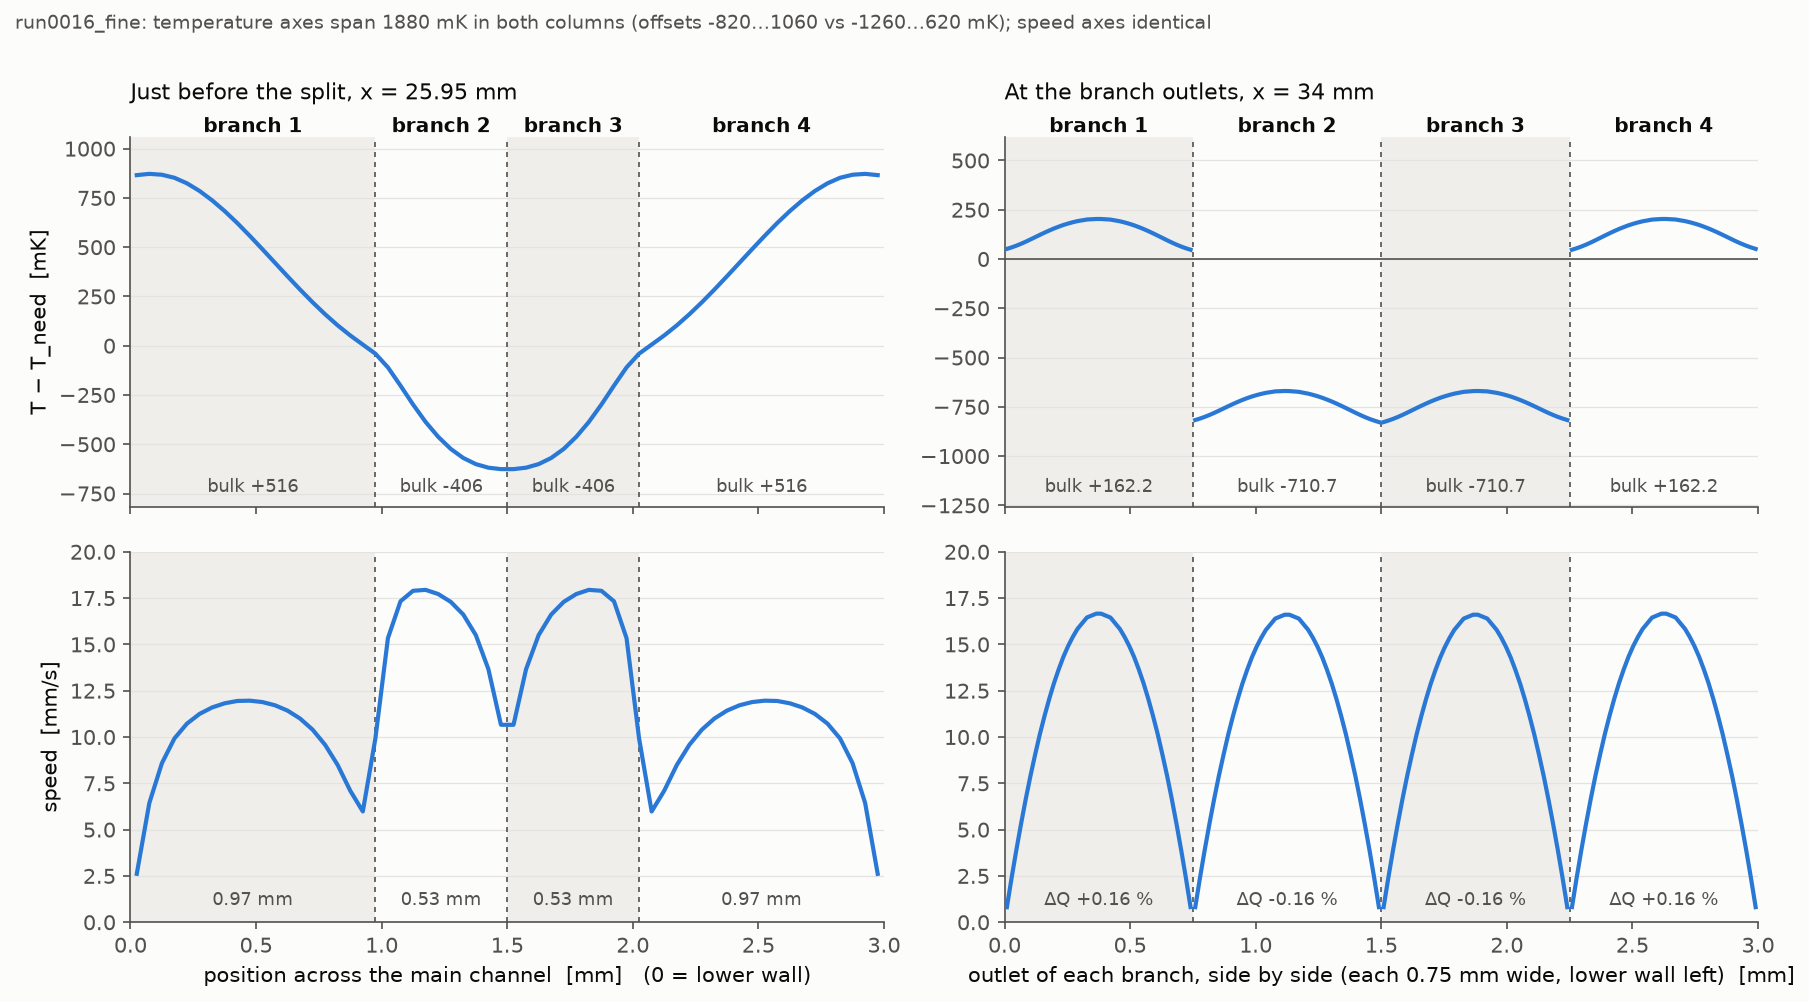 run0016_fine: temperature axes span 1880 mK in both columns (offsets -820...1060 vs -1260...620 mK); speed axes identical
Just before the split, x = 25.95 mm
branch 1 branch 2 branch 3 branch 4
1000
750
500
250
0
−250
−500
−750
T − T_need [mK]
bulk +516 bulk -406 bulk -406 bulk +516
At the branch outlets, x = 34 mm
branch 1 branch 2 branch 3 branch 4
500
250
0
−250
−500
−750
−1000
−1250
bulk +162.2 bulk -710.7 bulk -710.7 bulk +162.2
20.0
17.5
15.0
12.5
10.0
7.5
5.0
2.5
0.0
speed [mm/s]
0.97 mm 0.53 mm 0.53 mm 0.97 mm
0.0 0.5 1.0 1.5 2.0 2.5 3.0
position across the main channel [mm] (0 = lower wall)
20.0
17.5
15.0
12.5
10.0
7.5
5.0
2.5
0.0
ΔQ +0.16 % ΔQ -0.16 % ΔQ -0.16 % ΔQ +0.16 %
0.0 0.5 1.0 1.5 2.0 2.5 3.0
outlet of each branch, side by side (each 0.75 mm wide, lower wall left) [mm]